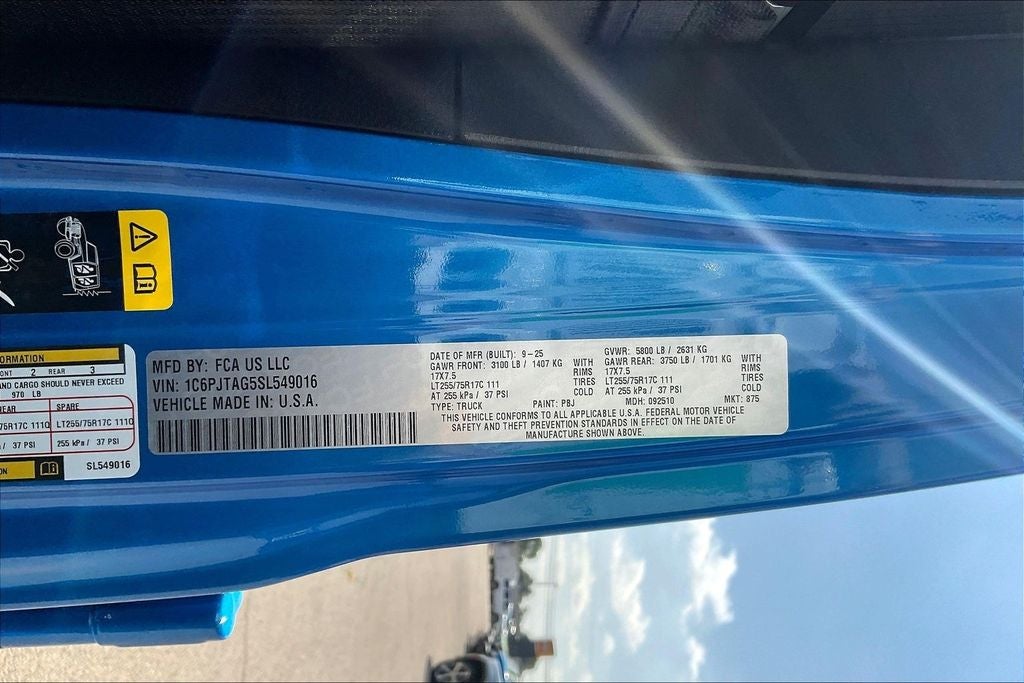 ORMATION
FRONT 2 REAR 3
AND CARGO SHOULD NEVER EXCEED
970 LB
REAR SPARE
75R17C 111Q LT255/75R17C 111Q
/ 37 PSI 255 kPa / 37 PSI
ON
SL549016
MFD BY: FCA US LLC
VIN: 1C6PJTAG5SL549016
VEHICLE MADE IN: U.S.A.
DATE OF MFR (BUILT): 9-25 GVWR: 5800 LB / 2631 KG
GAWR FRONT: 3100 LB / 1407 KG WITH GAWR REAR: 3750 LB / 1701 KG WITH
17X7.5 RIMS 17X7.5 RIMS
LT255/75R17C 111 TIRES LT255/75R17C 111 TIRES
AT 255 kPa / 37 PSI COLD AT 255 kPa / 37 PSI COLD
TYPE: TRUCK PAINT: PBJ MDH: 092510 MKT: 875
THIS VEHICLE CONFORMS TO ALL APPLICABLE U.S.A. FEDERAL MOTOR VEHICLE
SAFETY AND THEFT PREVENTION STANDARDS IN EFFECT ON THE DATE OF
MANUFACTURE SHOWN ABOVE.